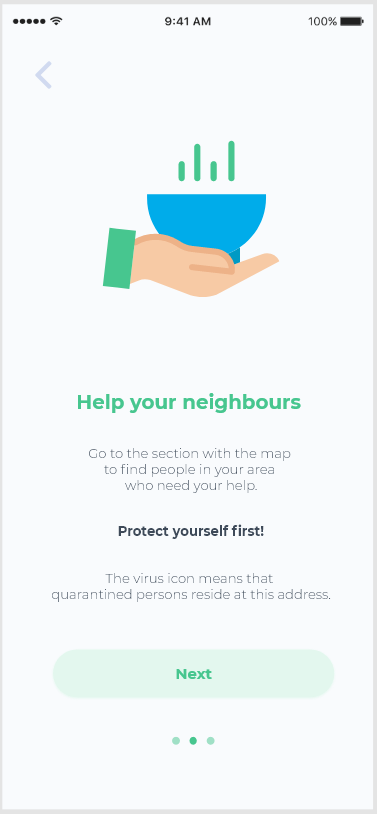 9:41 AM
100%
Help your neighbours
Go to the section with the map
to find people in your area
who need your help.
Protect yourself first!
The virus icon means that
quarantined persons reside at this address.
Next